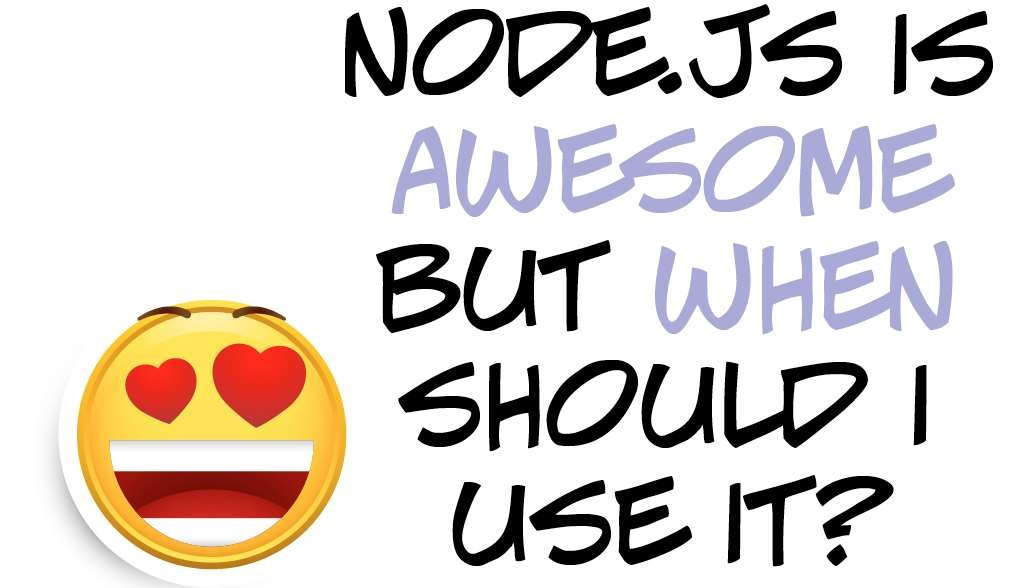 NODE.JS IS
AWESOME
BUT WHEN
SHOULD I
USE IT?